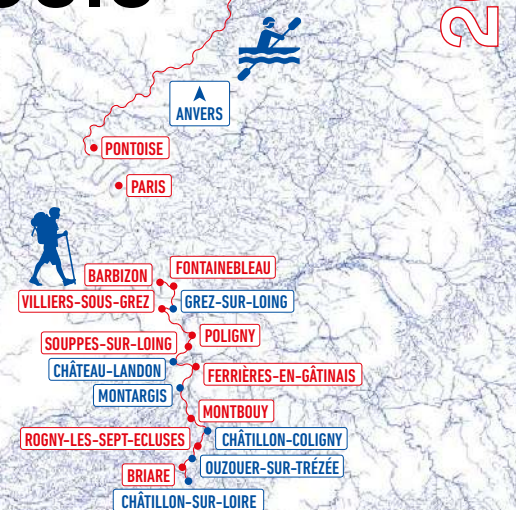 ANVERS
PONTOISE
PARIS
BARBIZON
FONTAINEBLEAU
VILLIERS-SOUS-GREZ
GREZ-SUR-LOING
POLIGNY
SOUPPES-SUR-LOING
CHÂTEAU-LANDON
FERRIÈRES-EN-GÂTINAIS
MONTARGIS
MONTBOUY
ROGNY-LES-SEPT-ECLUSES
CHÂTILLON-COLIGNY
OUZOUER-SUR-TRÉZÉE
BRIARE
CHÂTILLON-SUR-LOIRE